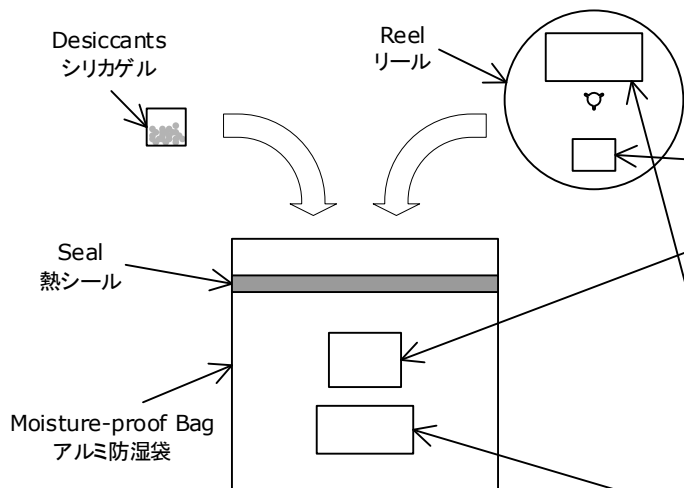 Desiccants
シリカゲル
Reel
リール
Seal
熱シール
Moisture-proof Bag
アルミ防湿袋